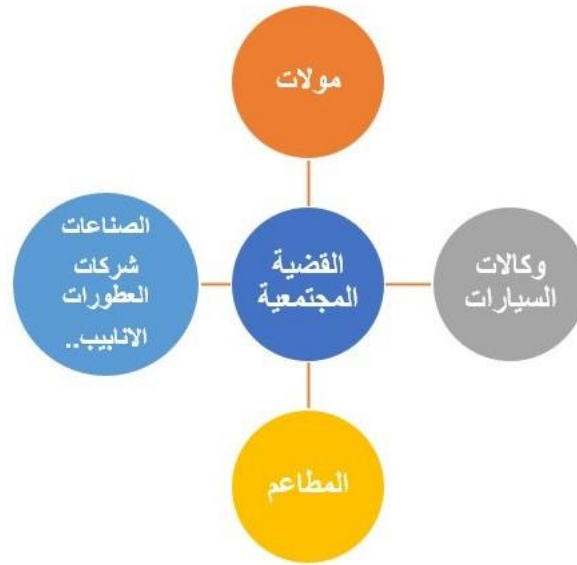 مولات
القضية
المجتمعية
وكالات
السيارات
الصناعات
شركات
العطورات
الانابيب..
المطاعم